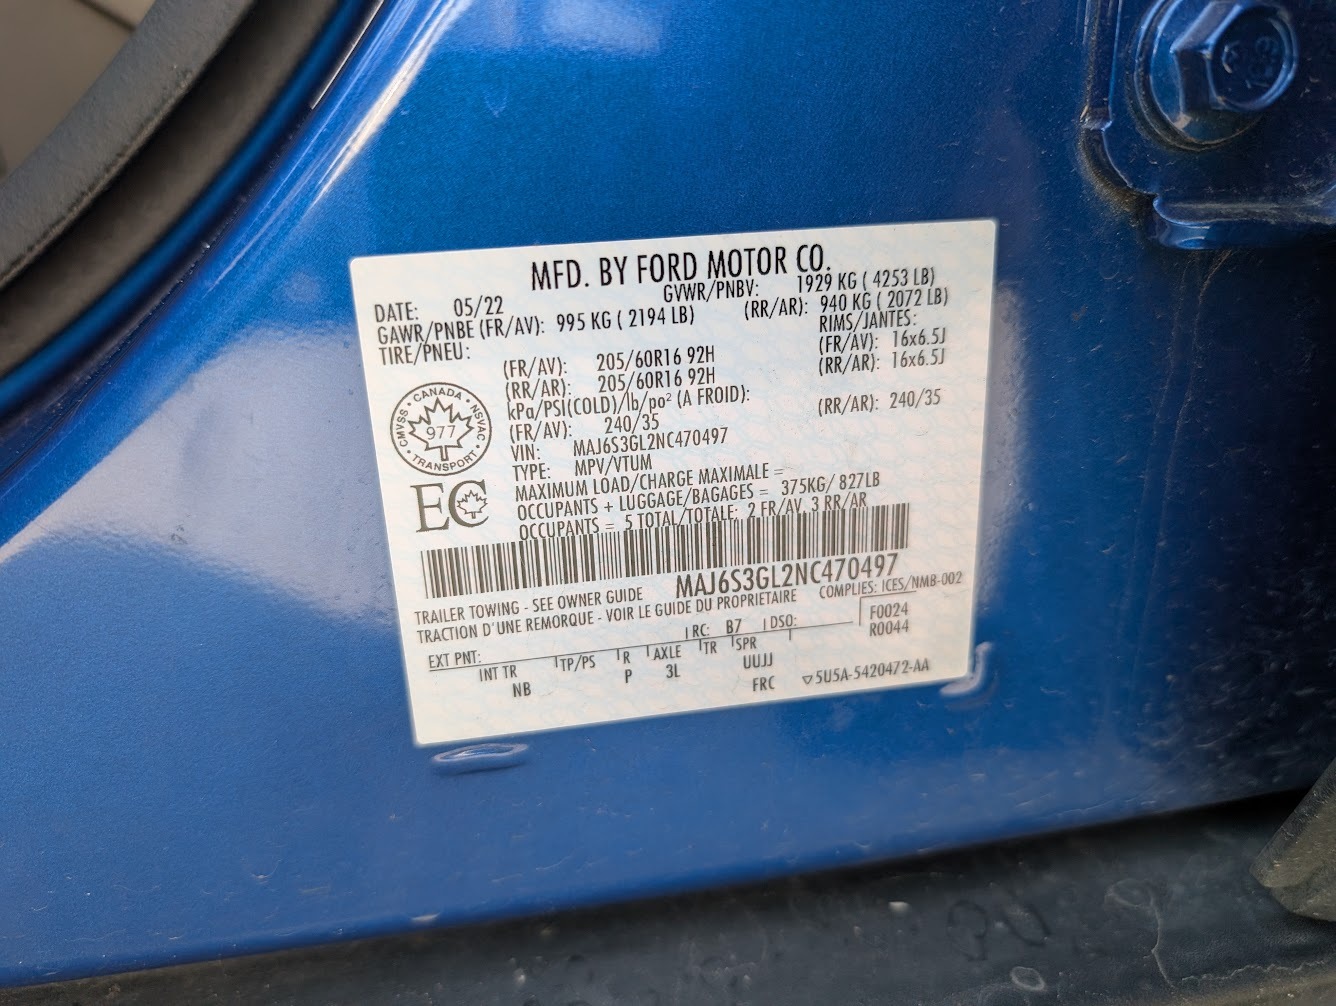 MFD. BY FORD MOTOR CO.
DATE: 05/22 GVWR/PNBV: 1929 KG ( 4253 LB)
GAWR/PNBE (FR/AV): 995 KG ( 2194 LB) (RR/AR): 940 KG ( 2072 LB)
TIRE/PNEU: RIMS/JANTES:
(FR/AV): 205/60R16 92H (FR/AV): 16x6.5J
(RR/AR): 205/60R16 92H (RR/AR): 16x6.5J
kPa/PSI(COLD)/lb/po² (A FROID):
(FR/AV): 240/35 (RR/AR): 240/35
VIN: MAJ6S3GL2NC470497
TYPE: MPV/VTUM
MAXIMUM LOAD/CHARGE MAXIMALE =
OCCUPANTS + LUGGAGE/BAGAGES = 375KG/ 827LB
OCCUPANTS = 5 TOTAL/TOTALE: 2 FR/AV, 3 RR/AR
CANADA
CMVSS • NSVAC
977
TRANSPORT
EC
MAJ6S3GL2NC470497
TRAILER TOWING - SEE OWNER GUIDE COMPLIES: ICES/NMB-002
TRACTION D'UNE REMORQUE - VOIR LE GUIDE DU PROPRIETAIRE
RC: B7 DSO: F0024
R0044
EXT PNT: INT TR TP/PS R AXLE TR SPR
NB P 3L UUJJ
FRC ▽5U5A-5420472-AA